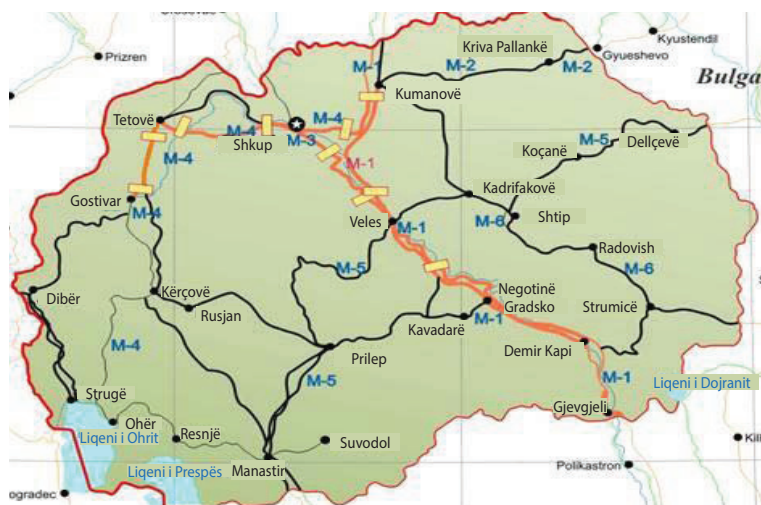 Kriva Pallankë
Kyustendil
Gyueshevo
Prizren
M-1
M-2
M-2
Bulga
Kumanovë
Tetovë
M-4
M-4
Shkup
M-3
M-5
Dellçevë
Koçanë
M-4
M-1
Gostivar
M-4
Kadrifakovë
Veles
M-1
M-6
Shtip
Radovish
M-5
M-6
Dibër
Kërçovë
Negotinë
Rusjan
Gradsko
Strumicë
Kavadarë
M-1
M-4
Prilep
Demir Kapi
M-5
M-1
Liqeni i Dojranit
Strugë
Gjevgjeli
Ohër
Liqeni i Ohrit
Resnjë
Suvodol
Kil
Manastir
Liqeni i Prespës
Polikastron
ogradec